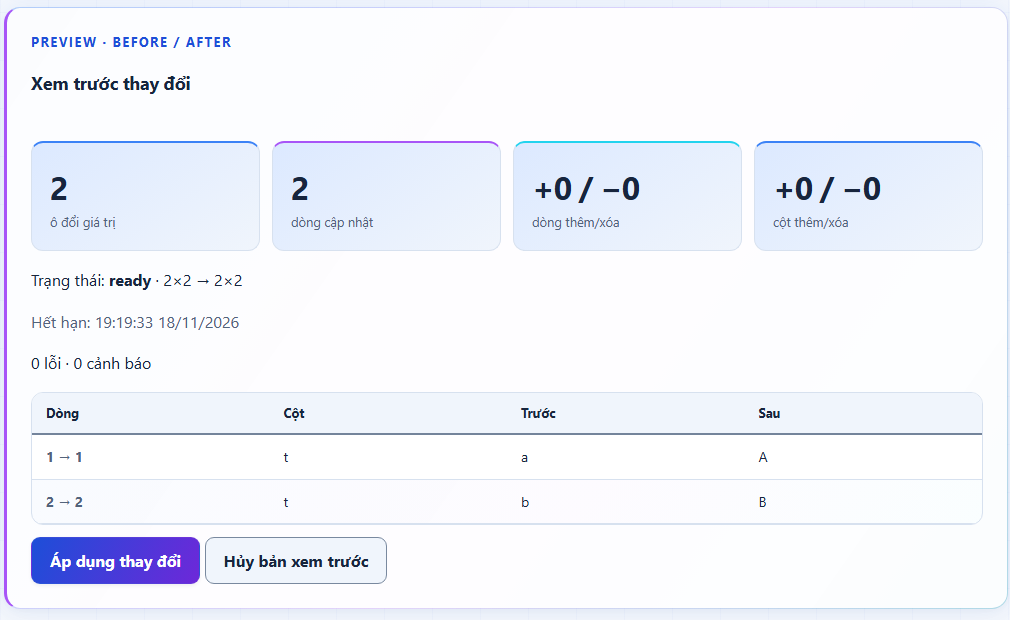 PREVIEW · BEFORE / AFTER
Xem trước thay đổi
2
ô đổi giá trị
2
dòng cập nhật
+0 / −0
dòng thêm/xóa
+0 / −0
cột thêm/xóa
Trạng thái: ready · 2×2 → 2×2
Hết hạn: 19:19:33 18/11/2026
0 lỗi · 0 cảnh báo
Dòng Cột Trước Sau
1 → 1 t a A
2 → 2 t b B
Áp dụng thay đổi Hủy bản xem trước